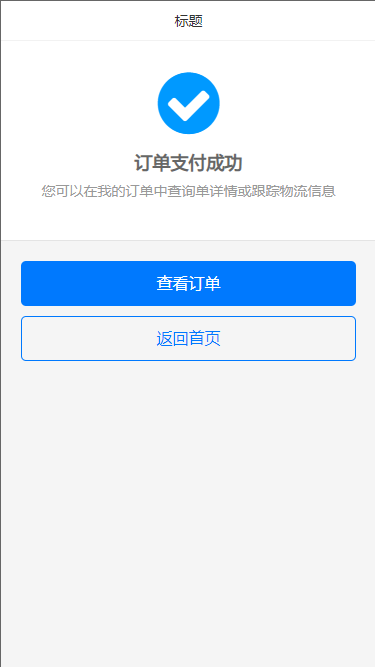 标题
订单支付成功
您可以在我的订单中查询单详情或跟踪物流信息
查看订单
返回首页